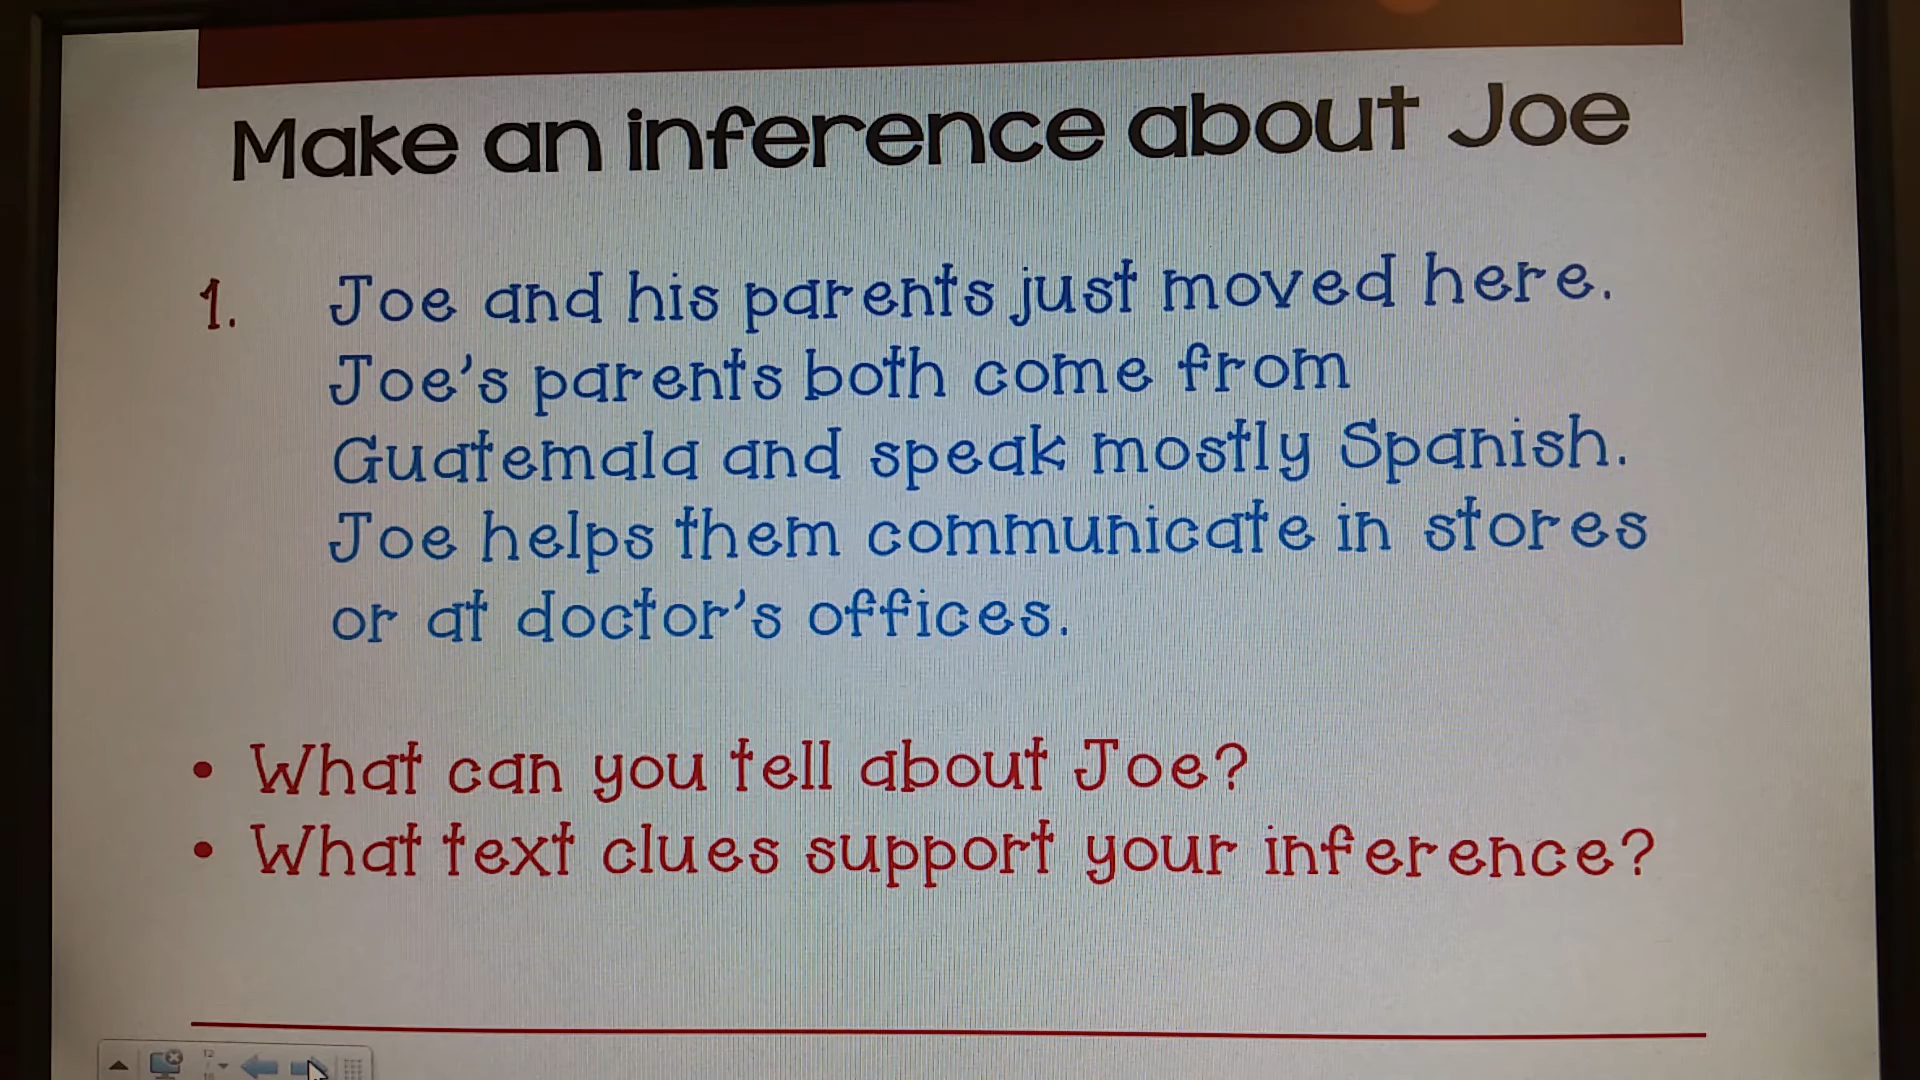 Make an inference about Joe
1. Joe and his parents just moved here.
Joe's parents both come from
Guatemala and speak mostly Spanish.
Joe helps them communicate in stores
or at doctor's offices.
• What can you tell about Joe?
• What text clues support your inference?
12